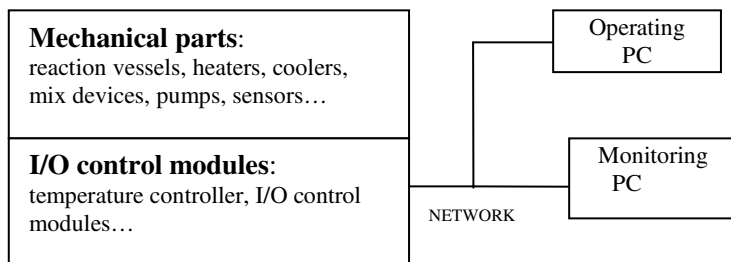 Mechanical parts:
reaction vessels, heaters, coolers,
mix devices, pumps, sensors…
I/O control modules:
temperature controller, I/O control
modules…
NETWORK
Operating
PC
Monitoring
PC